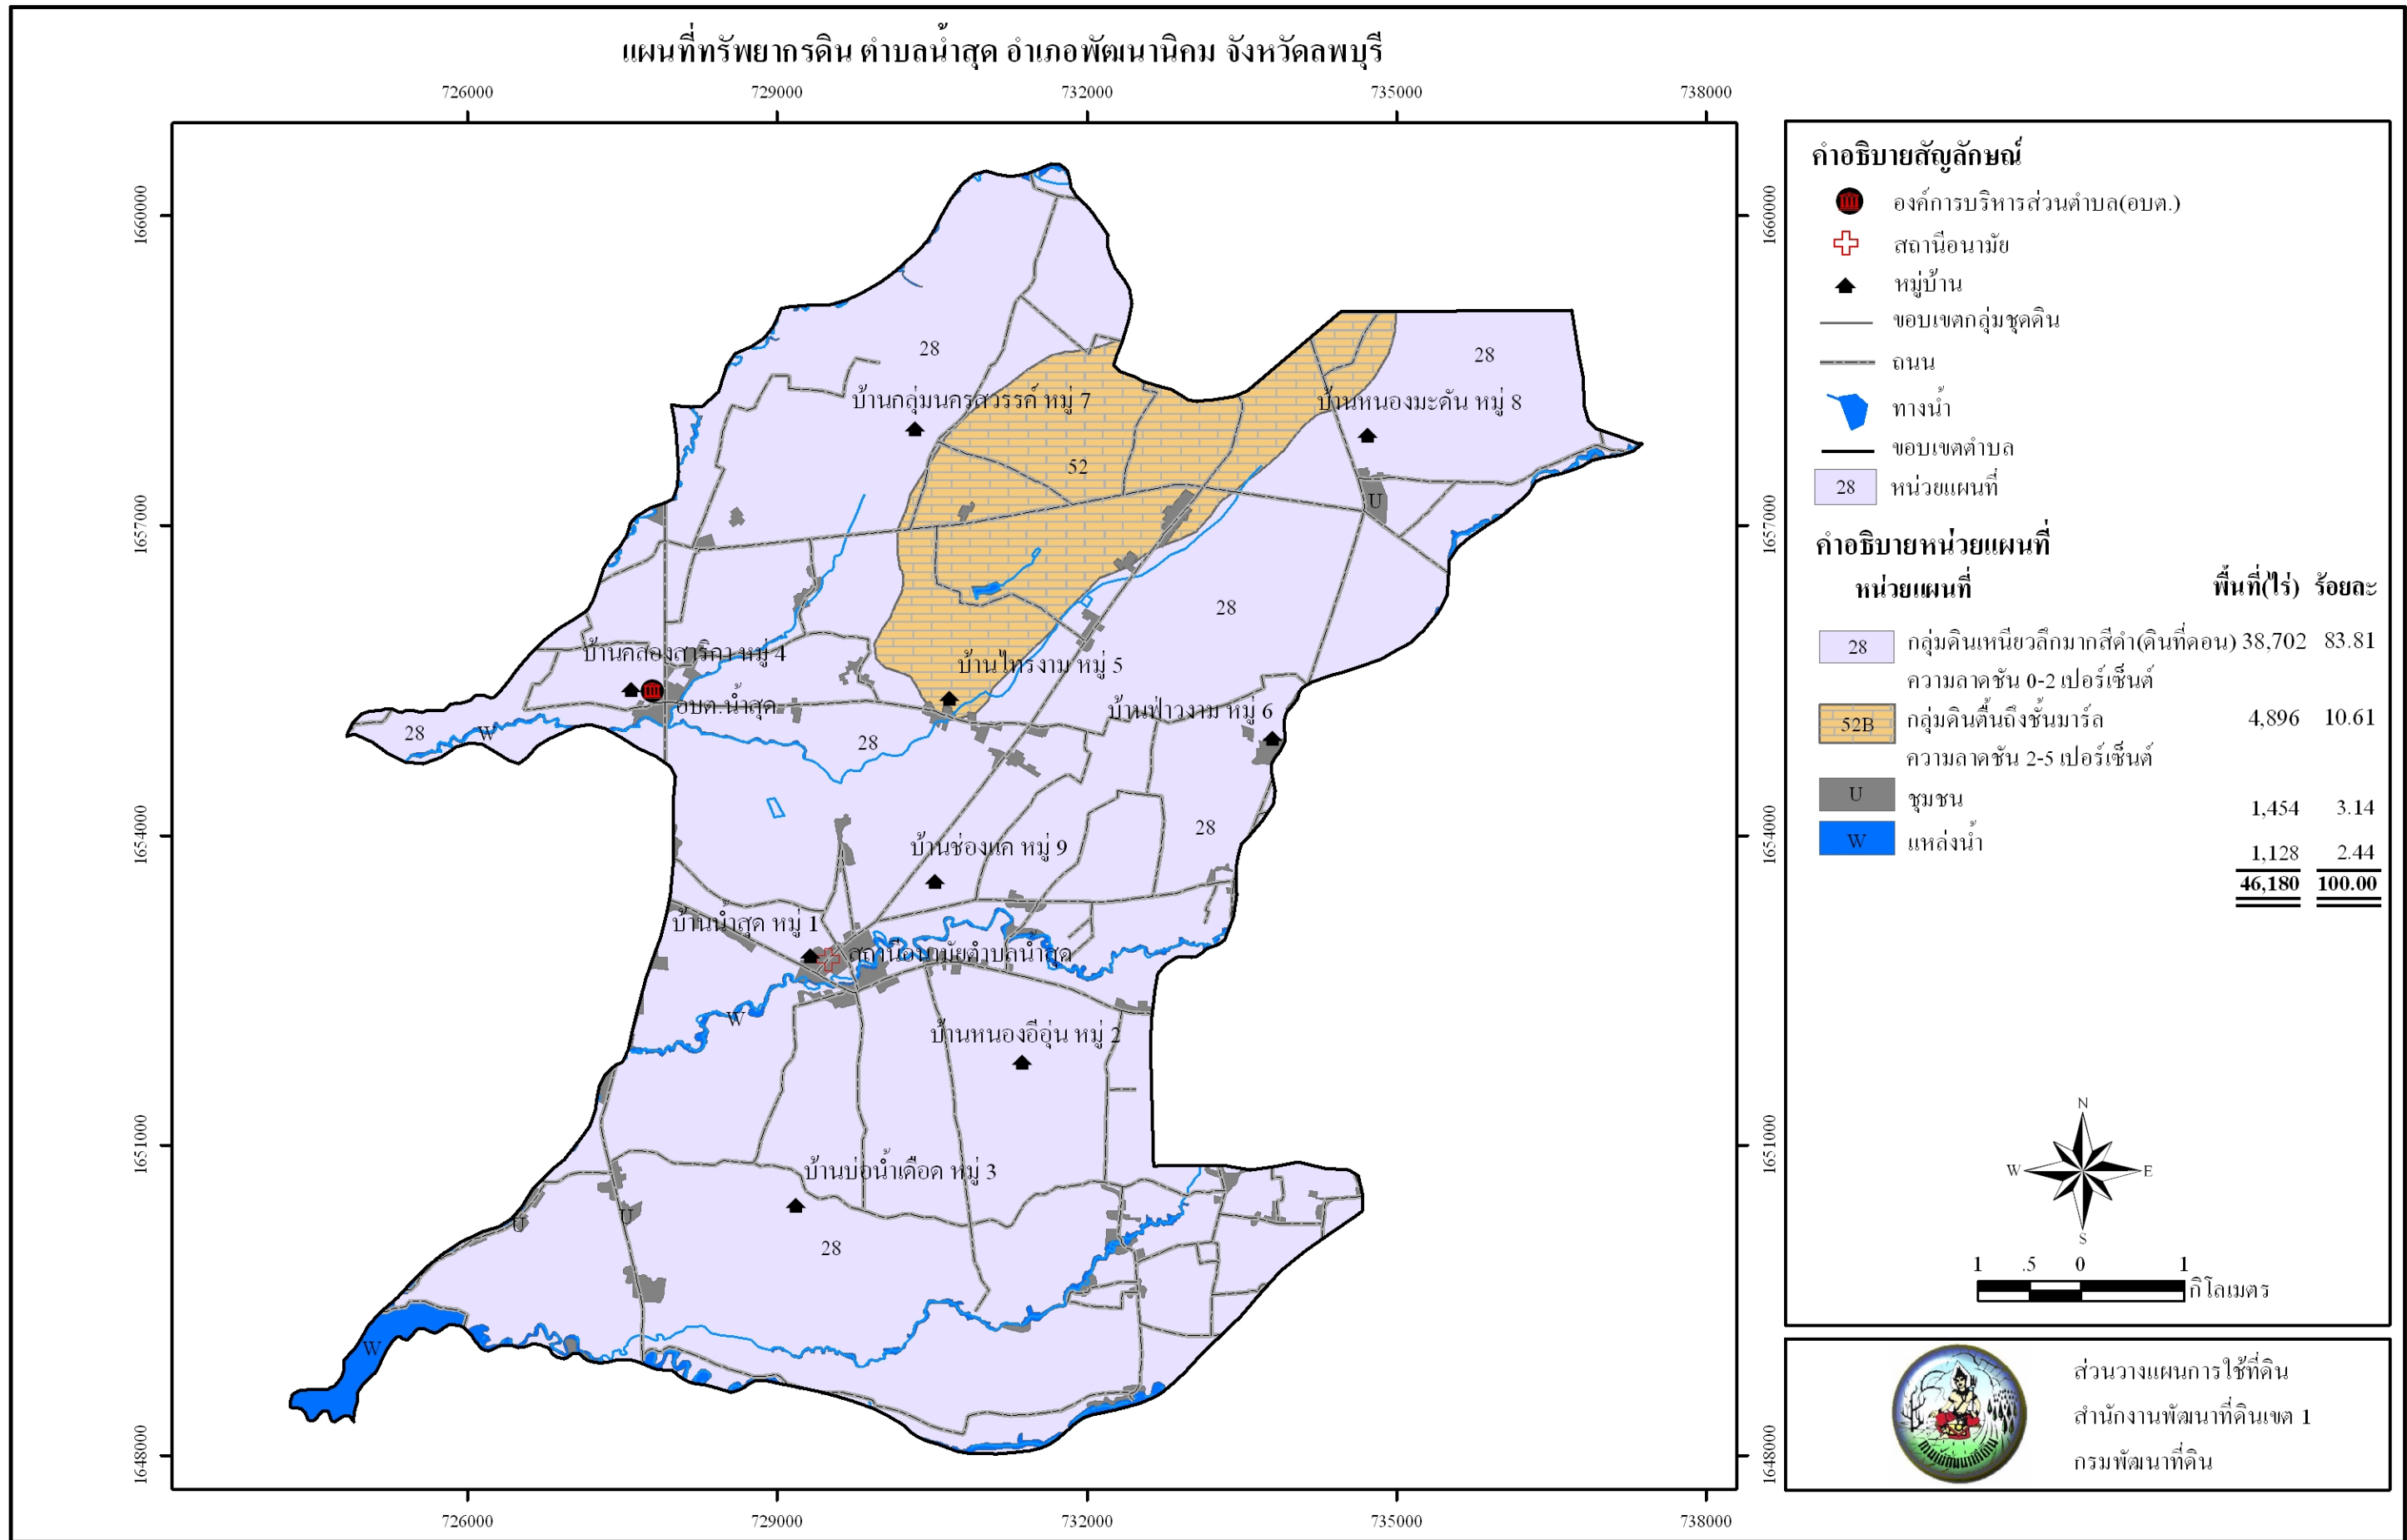 แผนที่ทรัพยากรดิน ตำบลน้ำสุด อำเภอพัฒนานิคม จังหวัดลพบุรี
726000 729000 732000 735000 738000
1660000
1660000
1657000
1657000
1654000
1654000
1651000
1651000
1648000
1648000
28
28
บ้านกลุ่มนครสวรรค์ หมู่ 7
บ้านหนองมะค้น หมู่ 8
52
U
28
บ้านคลองสาริกา หมู่ 4
บ้านไทรงาม หมู่ 5
อบต.น้ำสุด
บ้านฟ้าวงาม หมู่ 6
28
W
28
28
บ้านช่องแค หมู่ 9
บ้านน้ำสุด หมู่ 1
สถานีอนามัยตำบลน้ำสุด
W
บ้านหนองอีอุ่น หมู่ 2
บ้านบ่อน้ำเดือด หมู่ 3
U
U
28
W
726000 729000 732000 735000 738000
คำอธิบายสัญลักษณ์
องค์การบริหารส่วนตำบล(อบต.)
สถานีอนามัย
หมู่บ้าน
ขอบเขตกลุ่มชุดดิน
ถนน
ทางน้ำ
ขอบเขตตำบล
28 หน่วยแผนที่
คำอธิบายหน่วยแผนที่
หน่วยแผนที่ พื้นที่(ไร่) ร้อยละ
28 กลุ่มดินเหนียวลึกมากสีดำ(ดินที่ดอน) 38,702 83.81
ความลาดชัน 0-2 เปอร์เซ็นต์
52B กลุ่มดินตื้นถึงชั้นมาร์ล 4,896 10.61
ความลาดชัน 2-5 เปอร์เซ็นต์
U ชุมชน 1,454 3.14
W แหล่งน้ำ 1,128 2.44
46,180 100.00
N
W E
S
1 .5 0 1
กิโลเมตร
กรมพัฒนาที่ดิน
ส่วนวางแผนการใช้ที่ดิน
สำนักงานพัฒนาที่ดินเขต 1
กรมพัฒนาที่ดิน